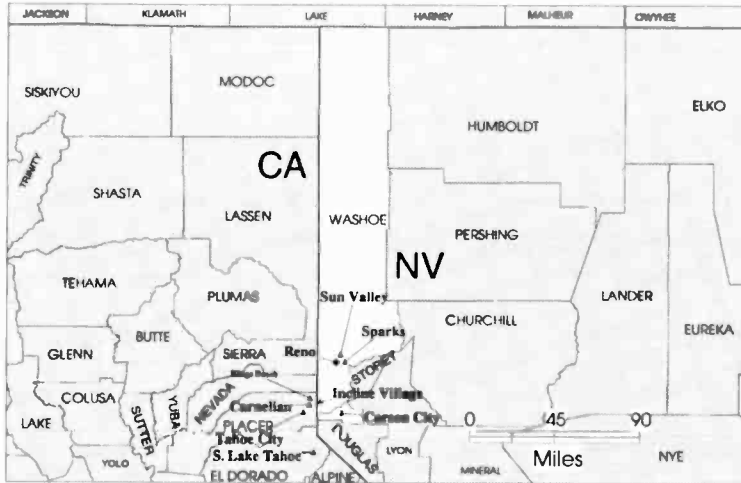 JACKSON KLAMATH LAKE HARNEY MALHEUR OWYHEE
SISKIYOU
MODOC
ELKO
HUMBOLDT
TRINITY
CA
SHASTA
LASSEN
WASHOE
PERSHING
NV
TEHAMA
PLUMAS
Sun Valley
LANDER
BUTTE
Sparks
CHURCHILL
EUREKA
GLENN
SIERRA
Reno
STOREY
COLUSA
NEVADA
Incline Village
LAKE
SUTTER
YUBA
Carnelian
Carson City
0 45 90
PLACER
Tahoe City
DOUGLAS
LYON
Miles
NYE
YOLO
S. Lake Tahoe
EL DORADO
ALPINE
MINERAL